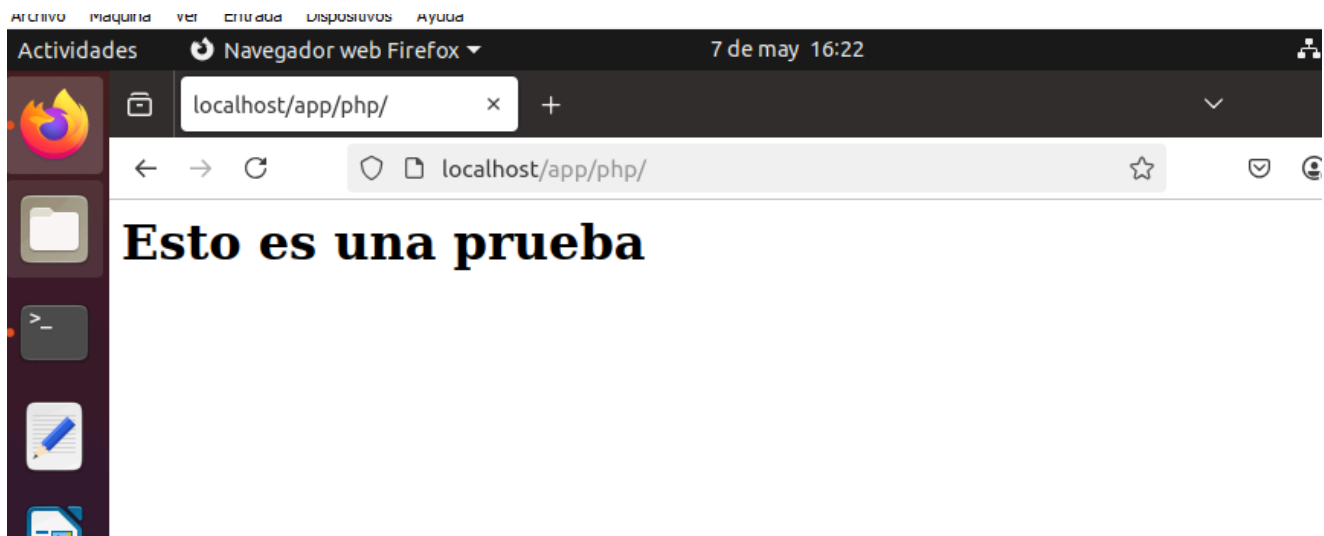 Archivo Máquina Ver Entrada Dispositivos Ayuda
Actividades Navegador web Firefox 7 de may 16:22
localhost/app/php/
localhost/app/php/
Esto es una prueba